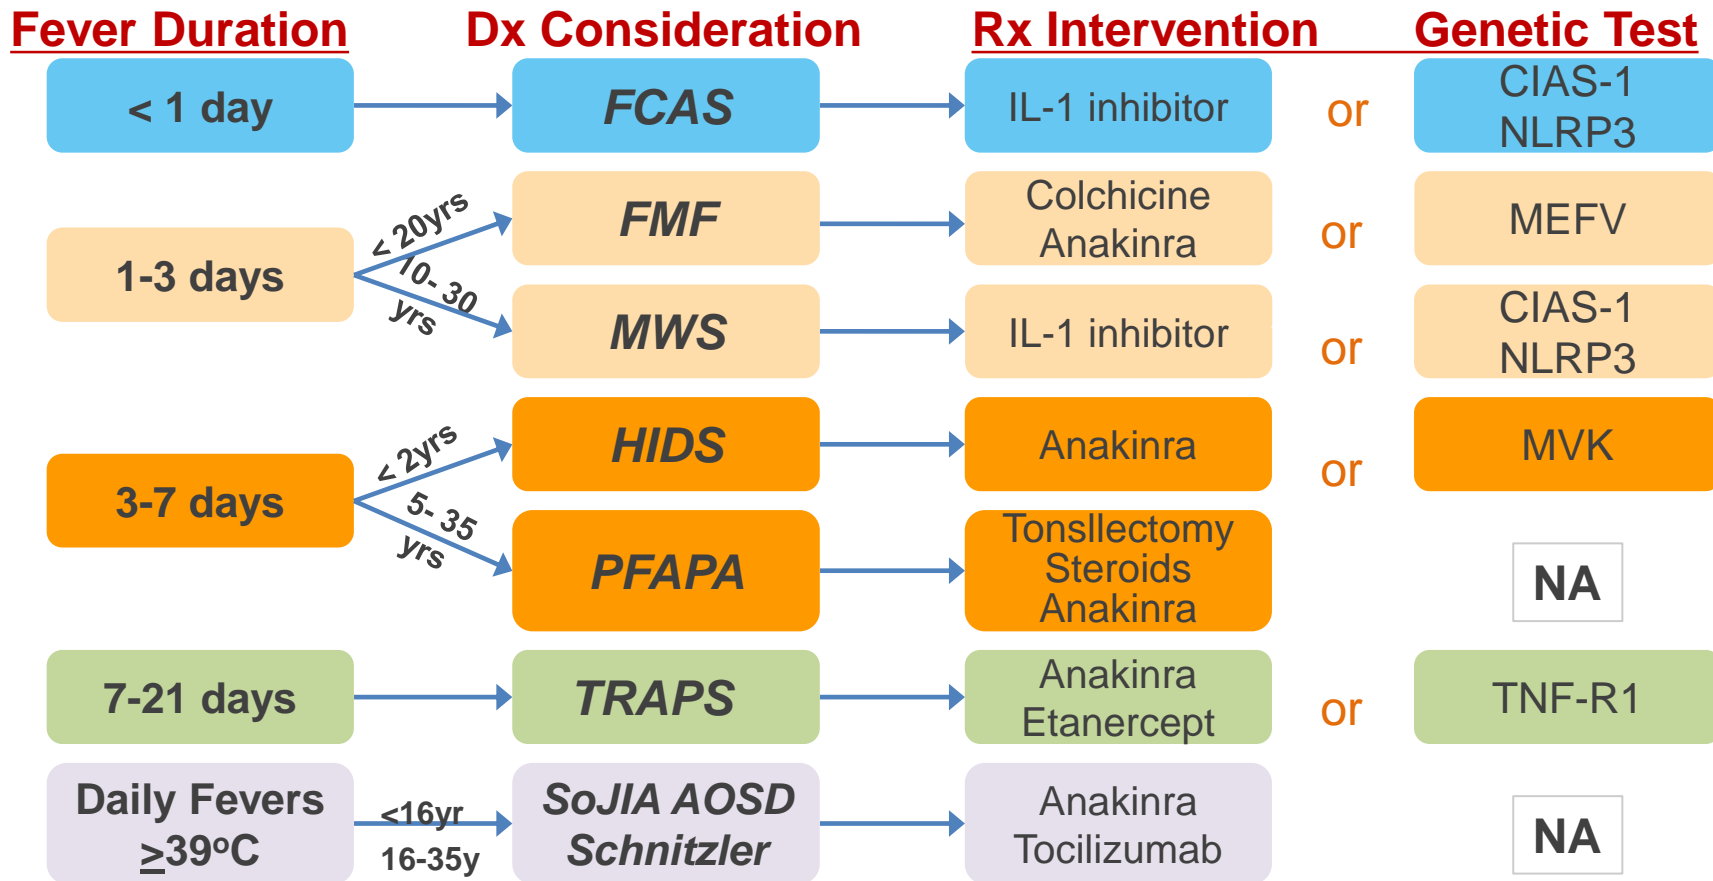 Fever Duration Dx Consideration Rx Intervention Genetic Test
< 1 day
FCAS
IL-1 inhibitor
or
CIAS-1
NLRP3
1-3 days
< 20yrs
FMF
Colchicine
Anakinra
or
MEFV
< 10- 30
yrs
MWS
IL-1 inhibitor
or
CIAS-1
NLRP3
3-7 days
< 2yrs
HIDS
Anakinra
or
MVK
5- 35
yrs
PFAPA
Tonsllectomy
Steroids
Anakinra
NA
7-21 days
TRAPS
Anakinra
Etanercept
or
TNF-R1
Daily Fevers
≥39ºC
<16yr
16-35y
SoJIA AOSD
Schnitzler
Anakinra
Tocilizumab
NA